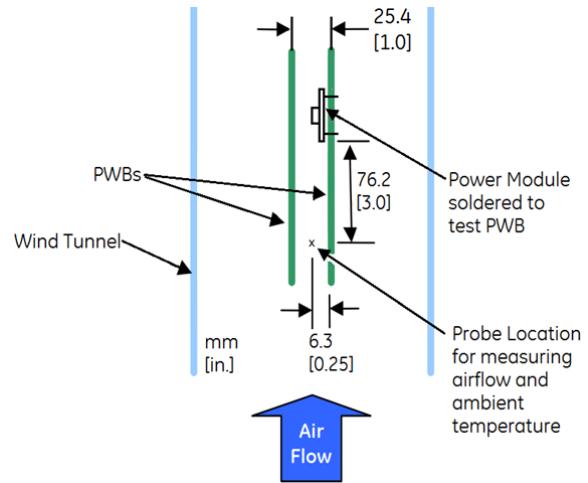 25.4
[1.0]
PWBs
76.2
[3.0]
Power Module
soldered to
test PWB
Wind Tunnel
x
mm
[in.]
6.3
[0.25]
Probe Location
for measuring
airflow and
ambient
temperature
Air
Flow